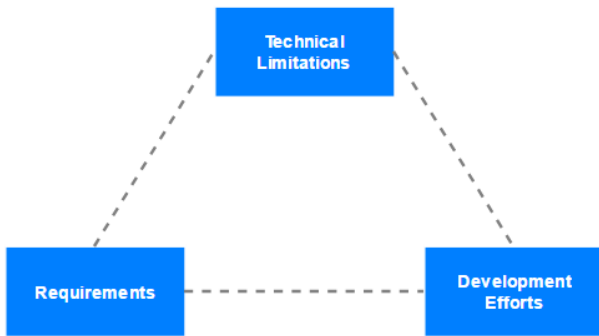 Technical
Limitations
Requirements
Development
Efforts